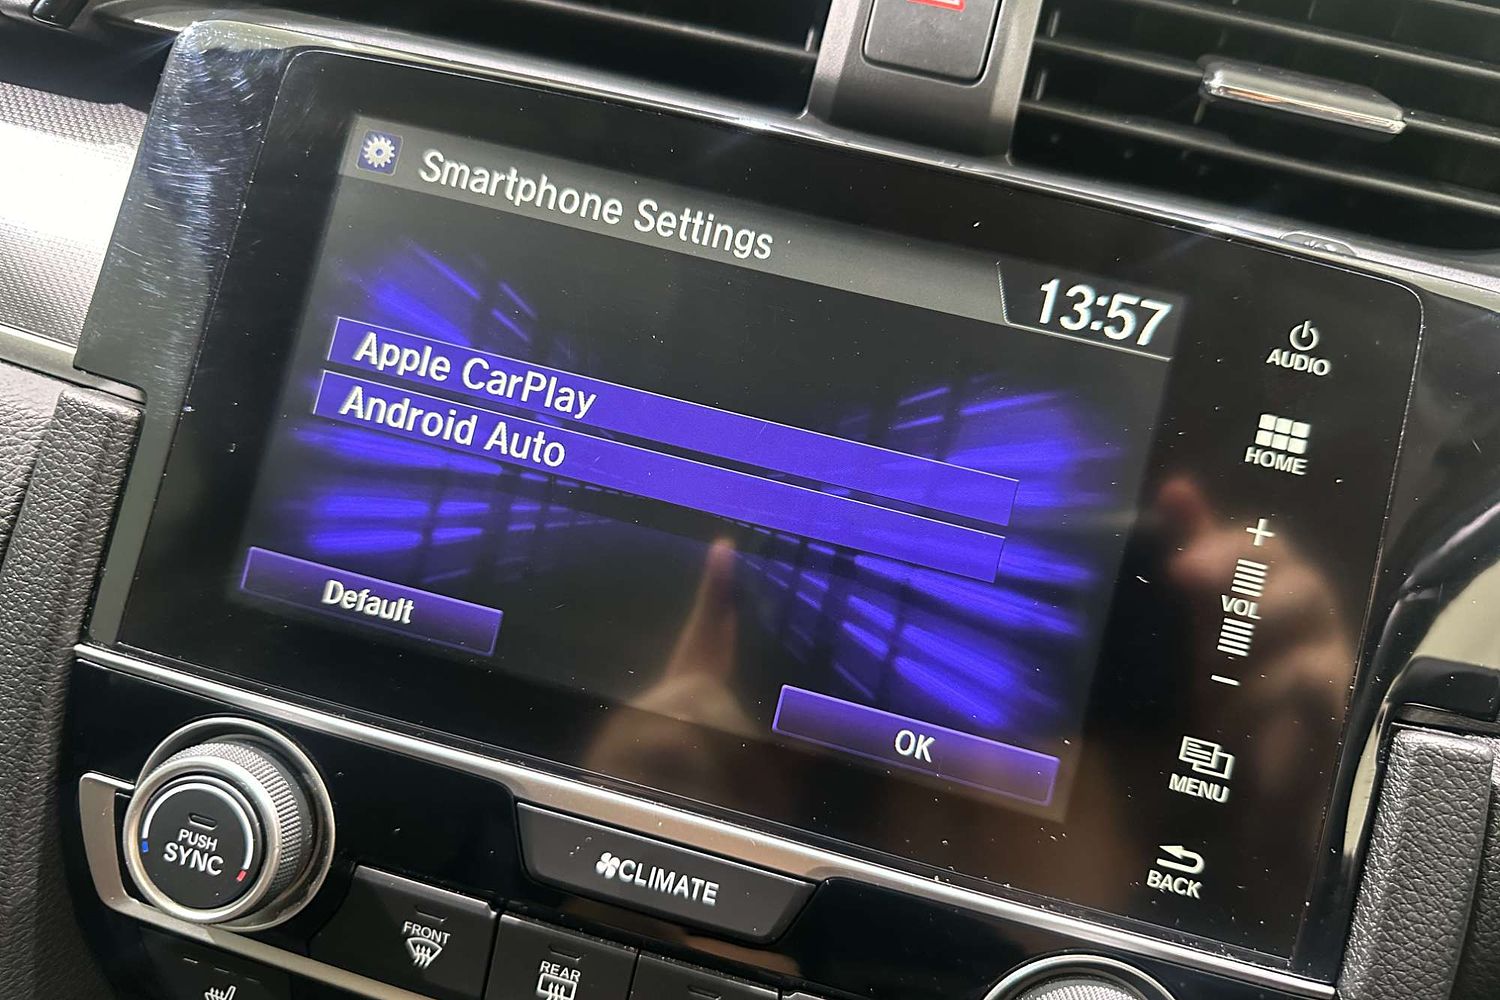 Smartphone Settings
13:57
Apple CarPlay
Android Auto
Default
OK
AUDIO
HOME
+
VOL
−
MENU
BACK
PUSH
SYNC
CLIMATE
FRONT
REAR